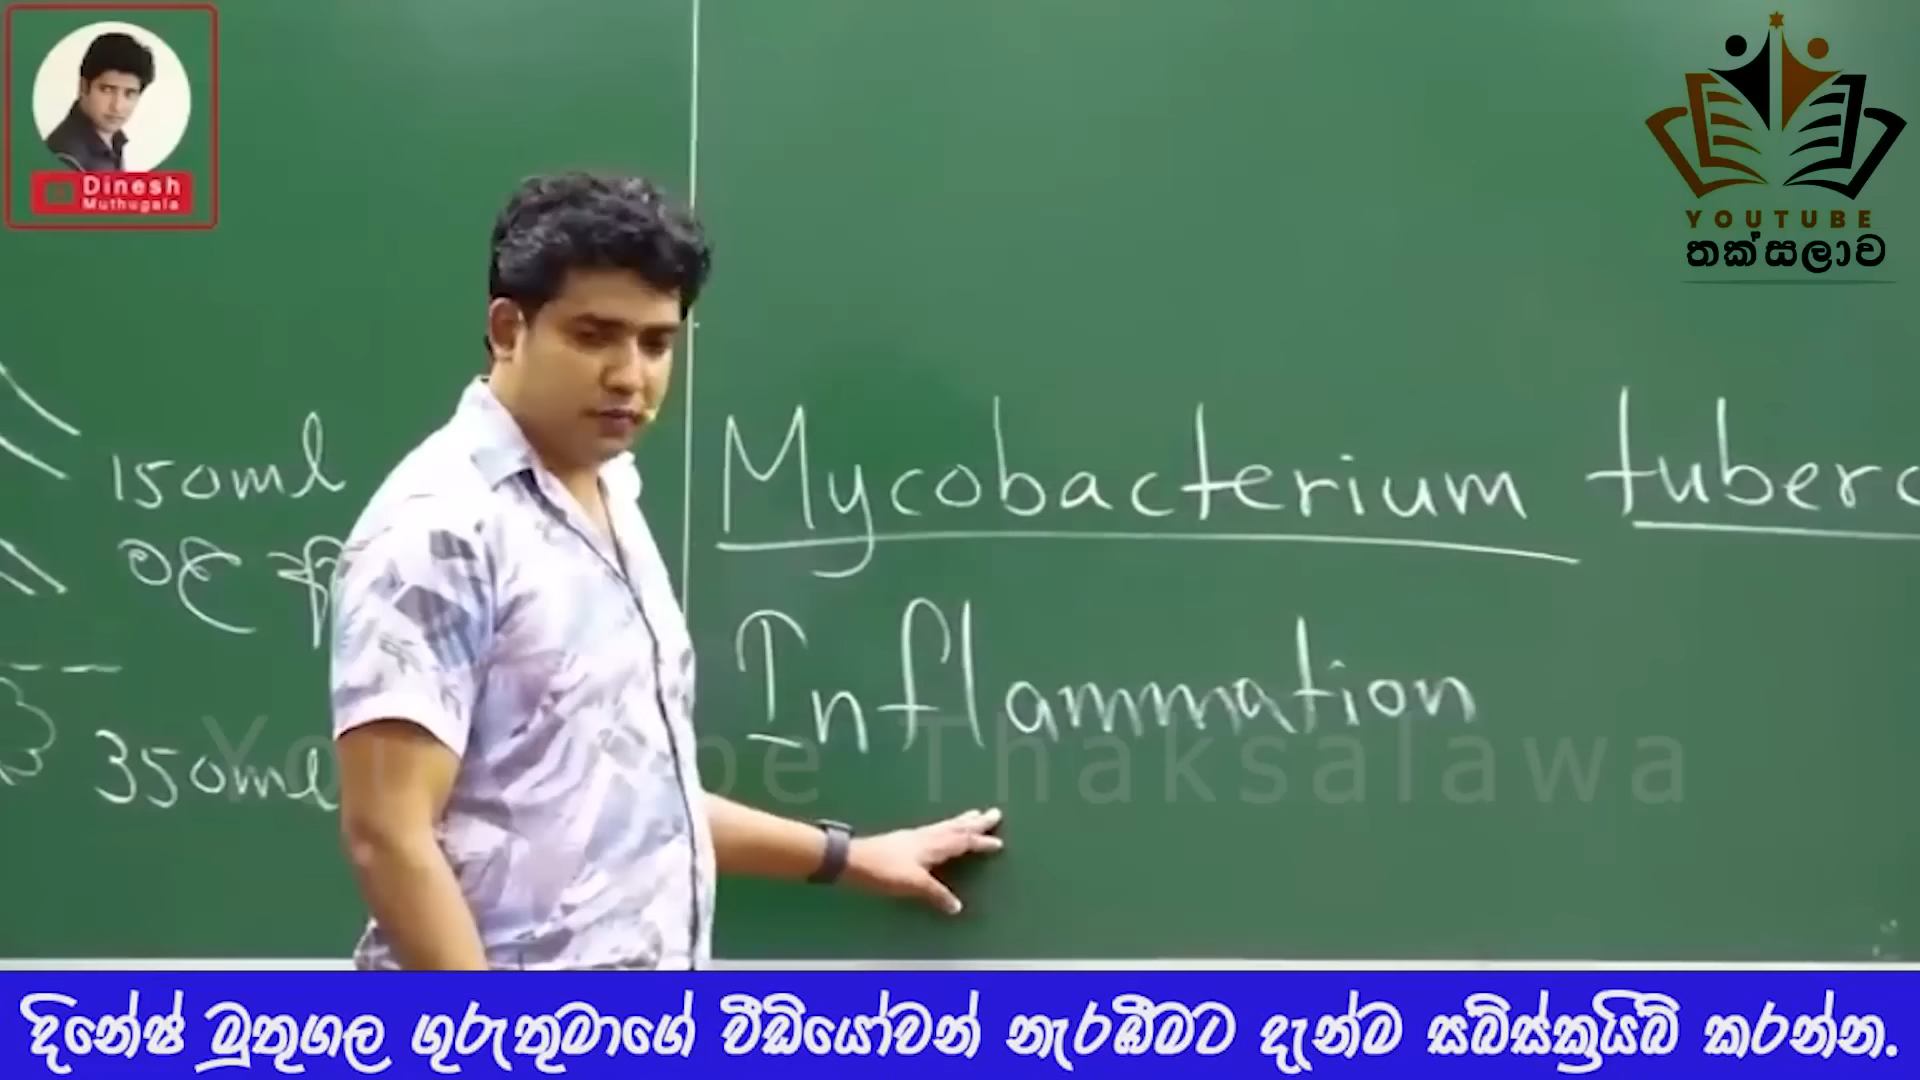 Dinesh
Muthugala
YOUTUBE
තක්සලාව
150ml
මද
350ml
Mycobacterium tuberc
Inflammation
YouTube Thaksalawa
දිනේෂ් මුතුගල ගුරුතුමාගේ වීඩියෝවන් නැරඹීමට දැන්ම සබ්ස්ක්‍රයිබ් කරන්න.